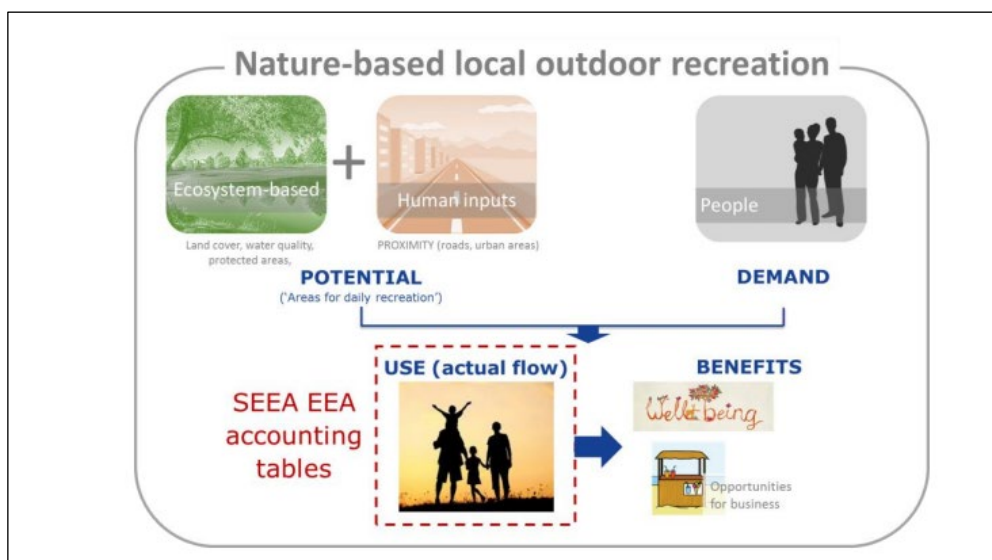 Nature-based local outdoor recreation
Ecosystem-based
+
Human inputs
People
Land cover, water quality,
protected areas,
PROXIMITY (roads, urban areas)
POTENTIAL
('Areas for daily recreation')
DEMAND
USE (actual flow)
BENEFITS
SEEA EEA
accounting
tables
Well-being
Opportunities
for business